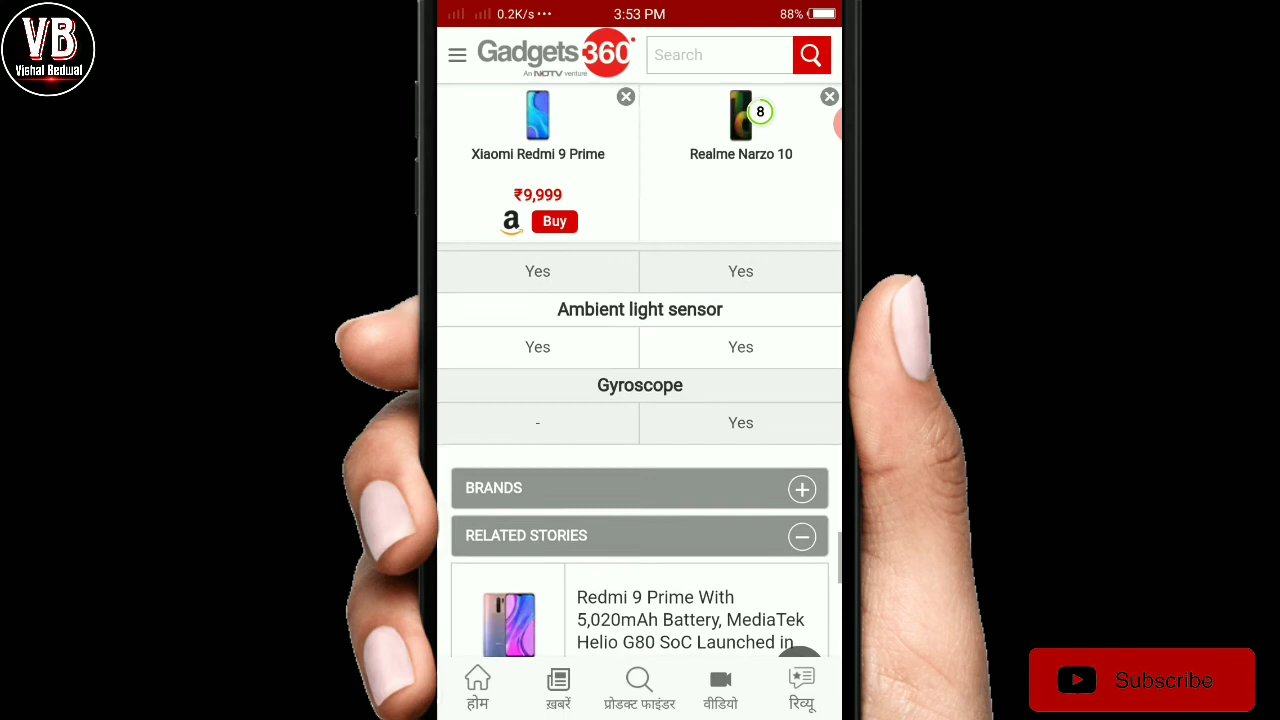 VB
Vishal Bediwal
0.2K/s
3:53 PM
88%
Gadgets 360°
An NDTV venture
Search
8
Xiaomi Redmi 9 Prime
Realme Narzo 10
₹9,999
a
Buy
Yes
Yes
Ambient light sensor
Yes
Yes
Gyroscope
-
Yes
BRANDS
RELATED STORIES
Redmi 9 Prime With
5,020mAh Battery, MediaTek
Helio G80 SoC Launched in
होम
ख़बरें
प्रोडक्ट फाइंडर
वीडियो
रिव्यू
Subscribe